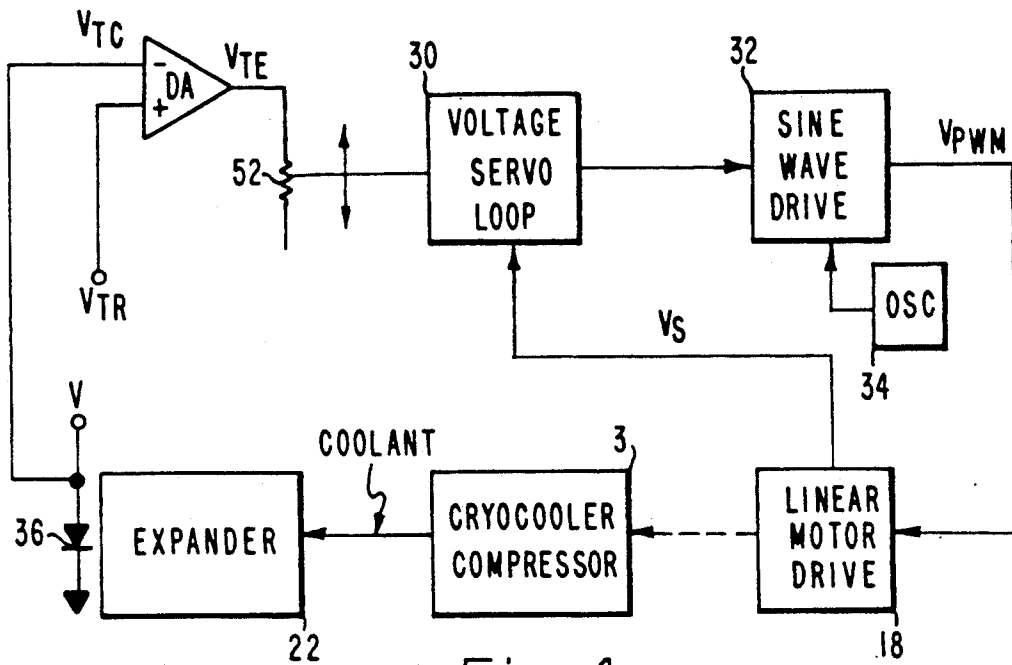 VTC
DA
-
+
VTE
52
VTR
30
VOLTAGE
SERVO
LOOP
32
SINE
WAVE
DRIVE
VPWM
OSC
34
VS
V
36
EXPANDER
22
COOLANT
3
CRYOCOOLER
COMPRESSOR
LINEAR
MOTOR
DRIVE
18